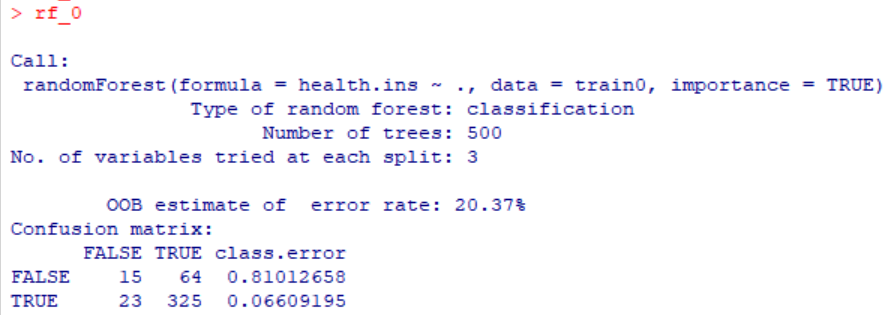 > rf_0
Call:
randomForest(formula = health.ins ~ ., data = train0, importance = TRUE)
Type of random forest: classification
Number of trees: 500
No. of variables tried at each split: 3
OOB estimate of  error rate: 20.37%
Confusion matrix:
FALSE TRUE class.error
FALSE    15   64  0.81012658
TRUE     23  325  0.06609195